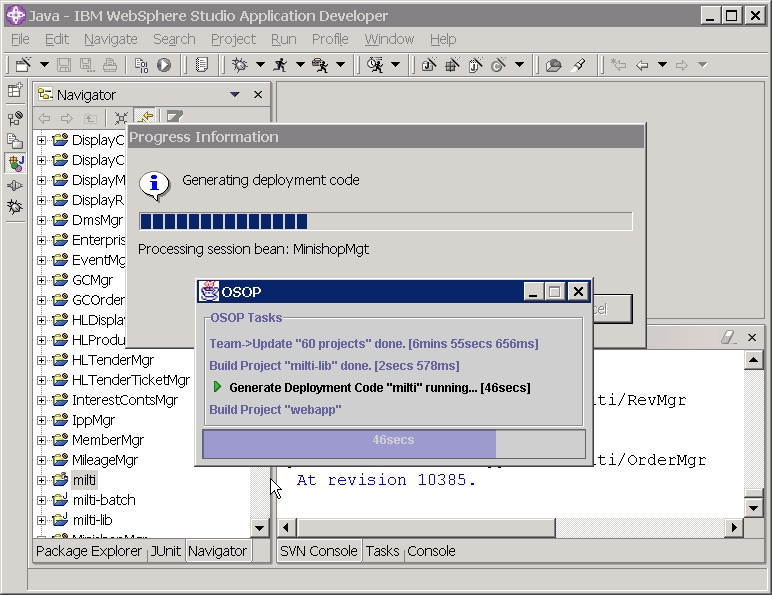 Java - IBM WebSphere Studio Application Developer
File Edit Navigate Search Project Run Profile Window Help
Navigator
DisplayC
DisplayC
DisplayM
DisplayR
DmsMgr
Enterpris
EventMg
GCMgr
GCOrder
HLDispla
HLProdu
HLTenderMgr
HLTenderTicketMgr
InterestContsMgr
IppMgr
MemberMgr
MileageMgr
milti
milti-batch
milti-lib
Package Explorer JUnit Navigator
Progress Information
Generating deployment code
Processing session bean: MinishopMgt
cel
OSOP
OSOP Tasks
Team->Update "60 projects" done. [6mins 55secs 656ms]
Build Project "milti-lib" done. [2secs 578ms]
Generate Deployment Code "milti" running... [46secs]
Build Project "webapp"
46secs
lti/RevMgr
lti/OrderMgr
At revision 10385.
SVN Console Tasks Console